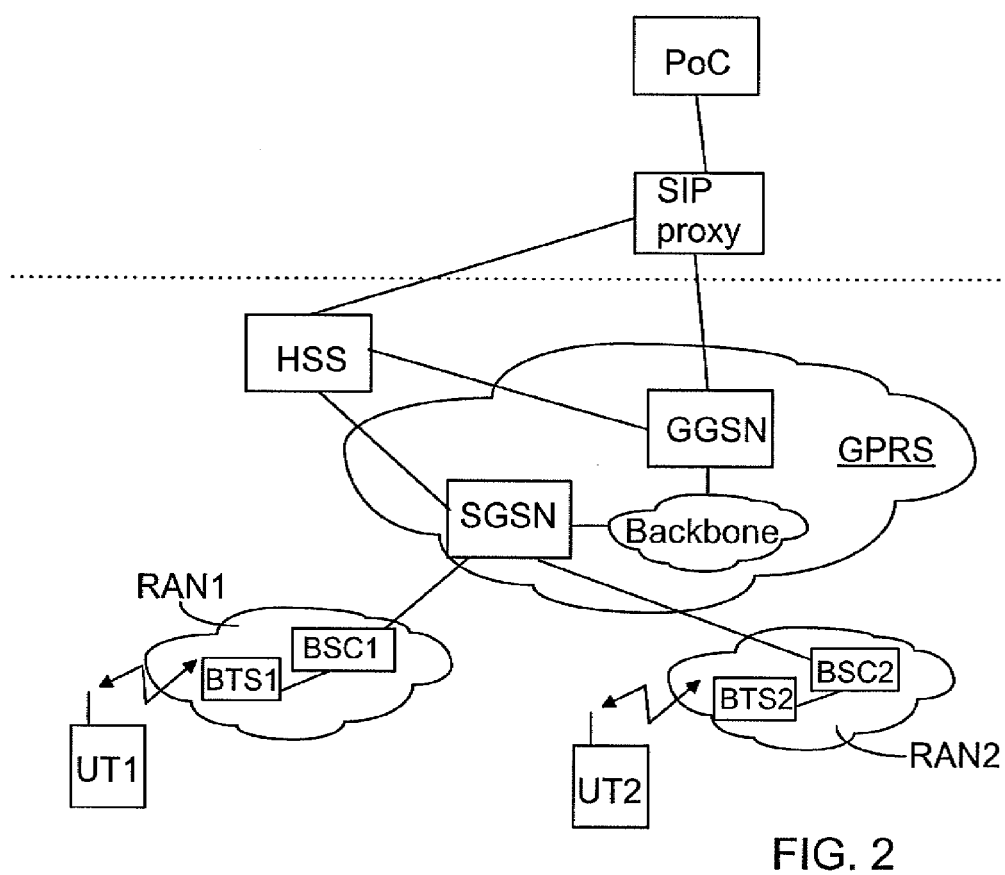 PoC
SIP
proxy
HSS
GGSN
GPRS
SGSN
Backbone
RAN1
BSC1
BTS1
BSC2
BTS2
UT1
UT2
RAN2
FIG. 2